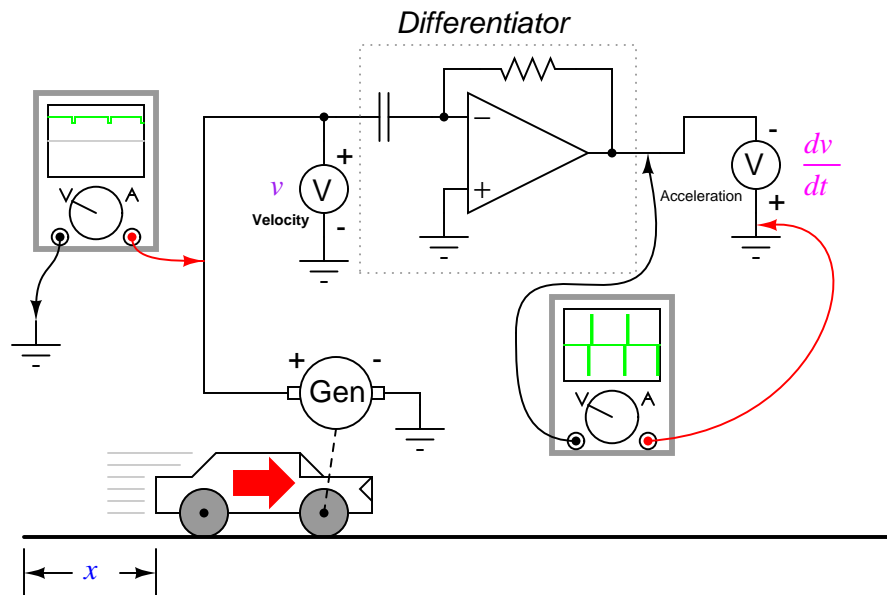 Differentiator
V A
+
-
v
V
Velocity
−
+
Acceleration
-
V
+
dv
dt
+ Gen -
V A
x